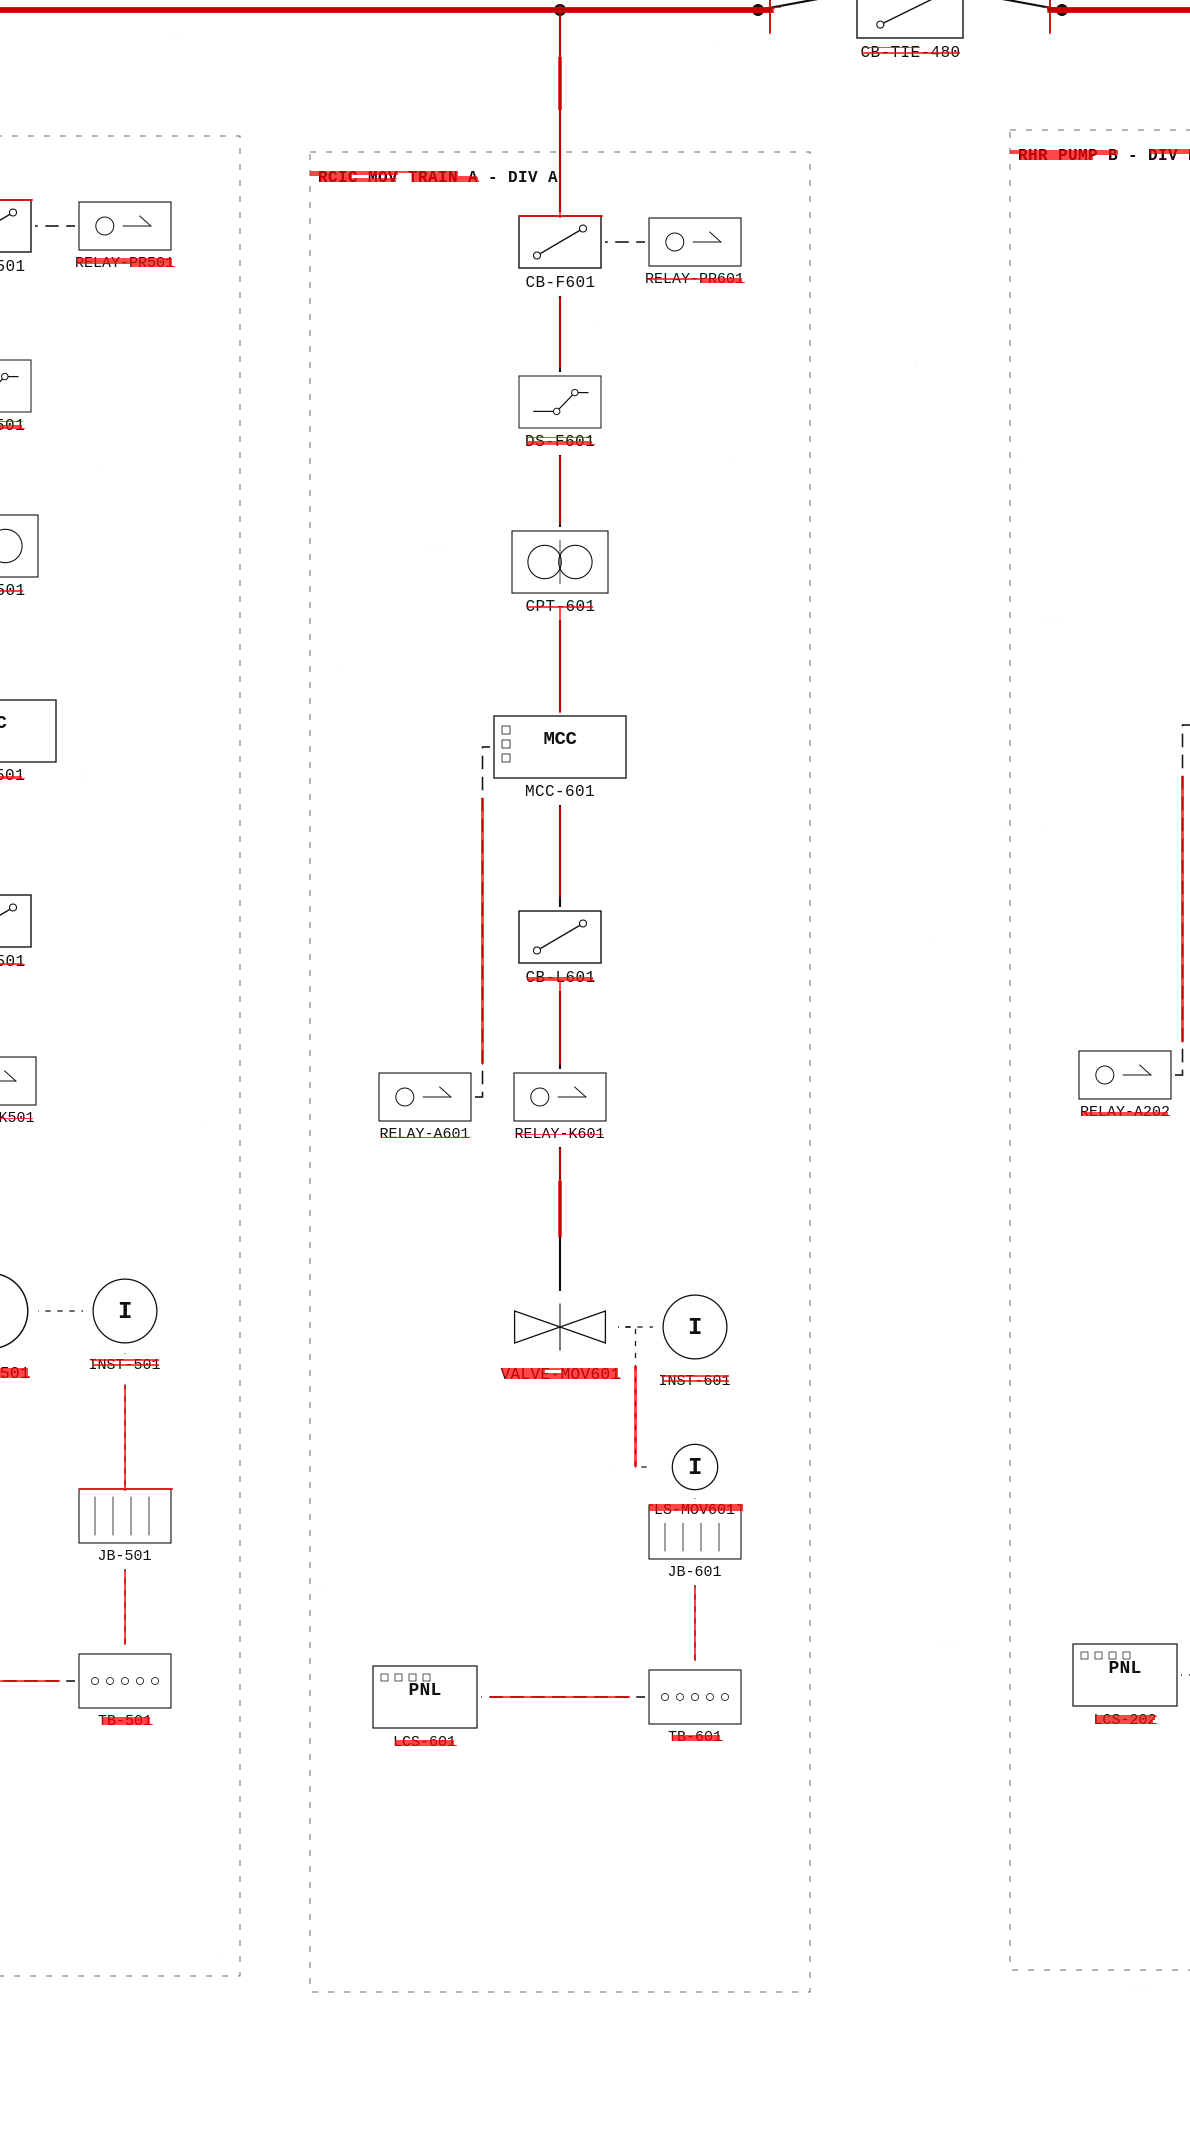 CB-TIE-480
RCIC MOV TRAIN A - DIV A
RHR PUMP B - DIV
501
RELAY-PR501
CB-F601
RELAY-PR601
501
DS-F601
501
CPT-601
C
501
MCC
MCC-601
501
CB-L601
K501
RELAY-A601
RELAY-K601
RELAY-A202
I
501
INST-501
I
VALVE-MOV601
INST-601
I
LS-MOV601
JB-501
JB-601
PNL
PNL
TB-501
LCS-601
TB-601
LCS-202